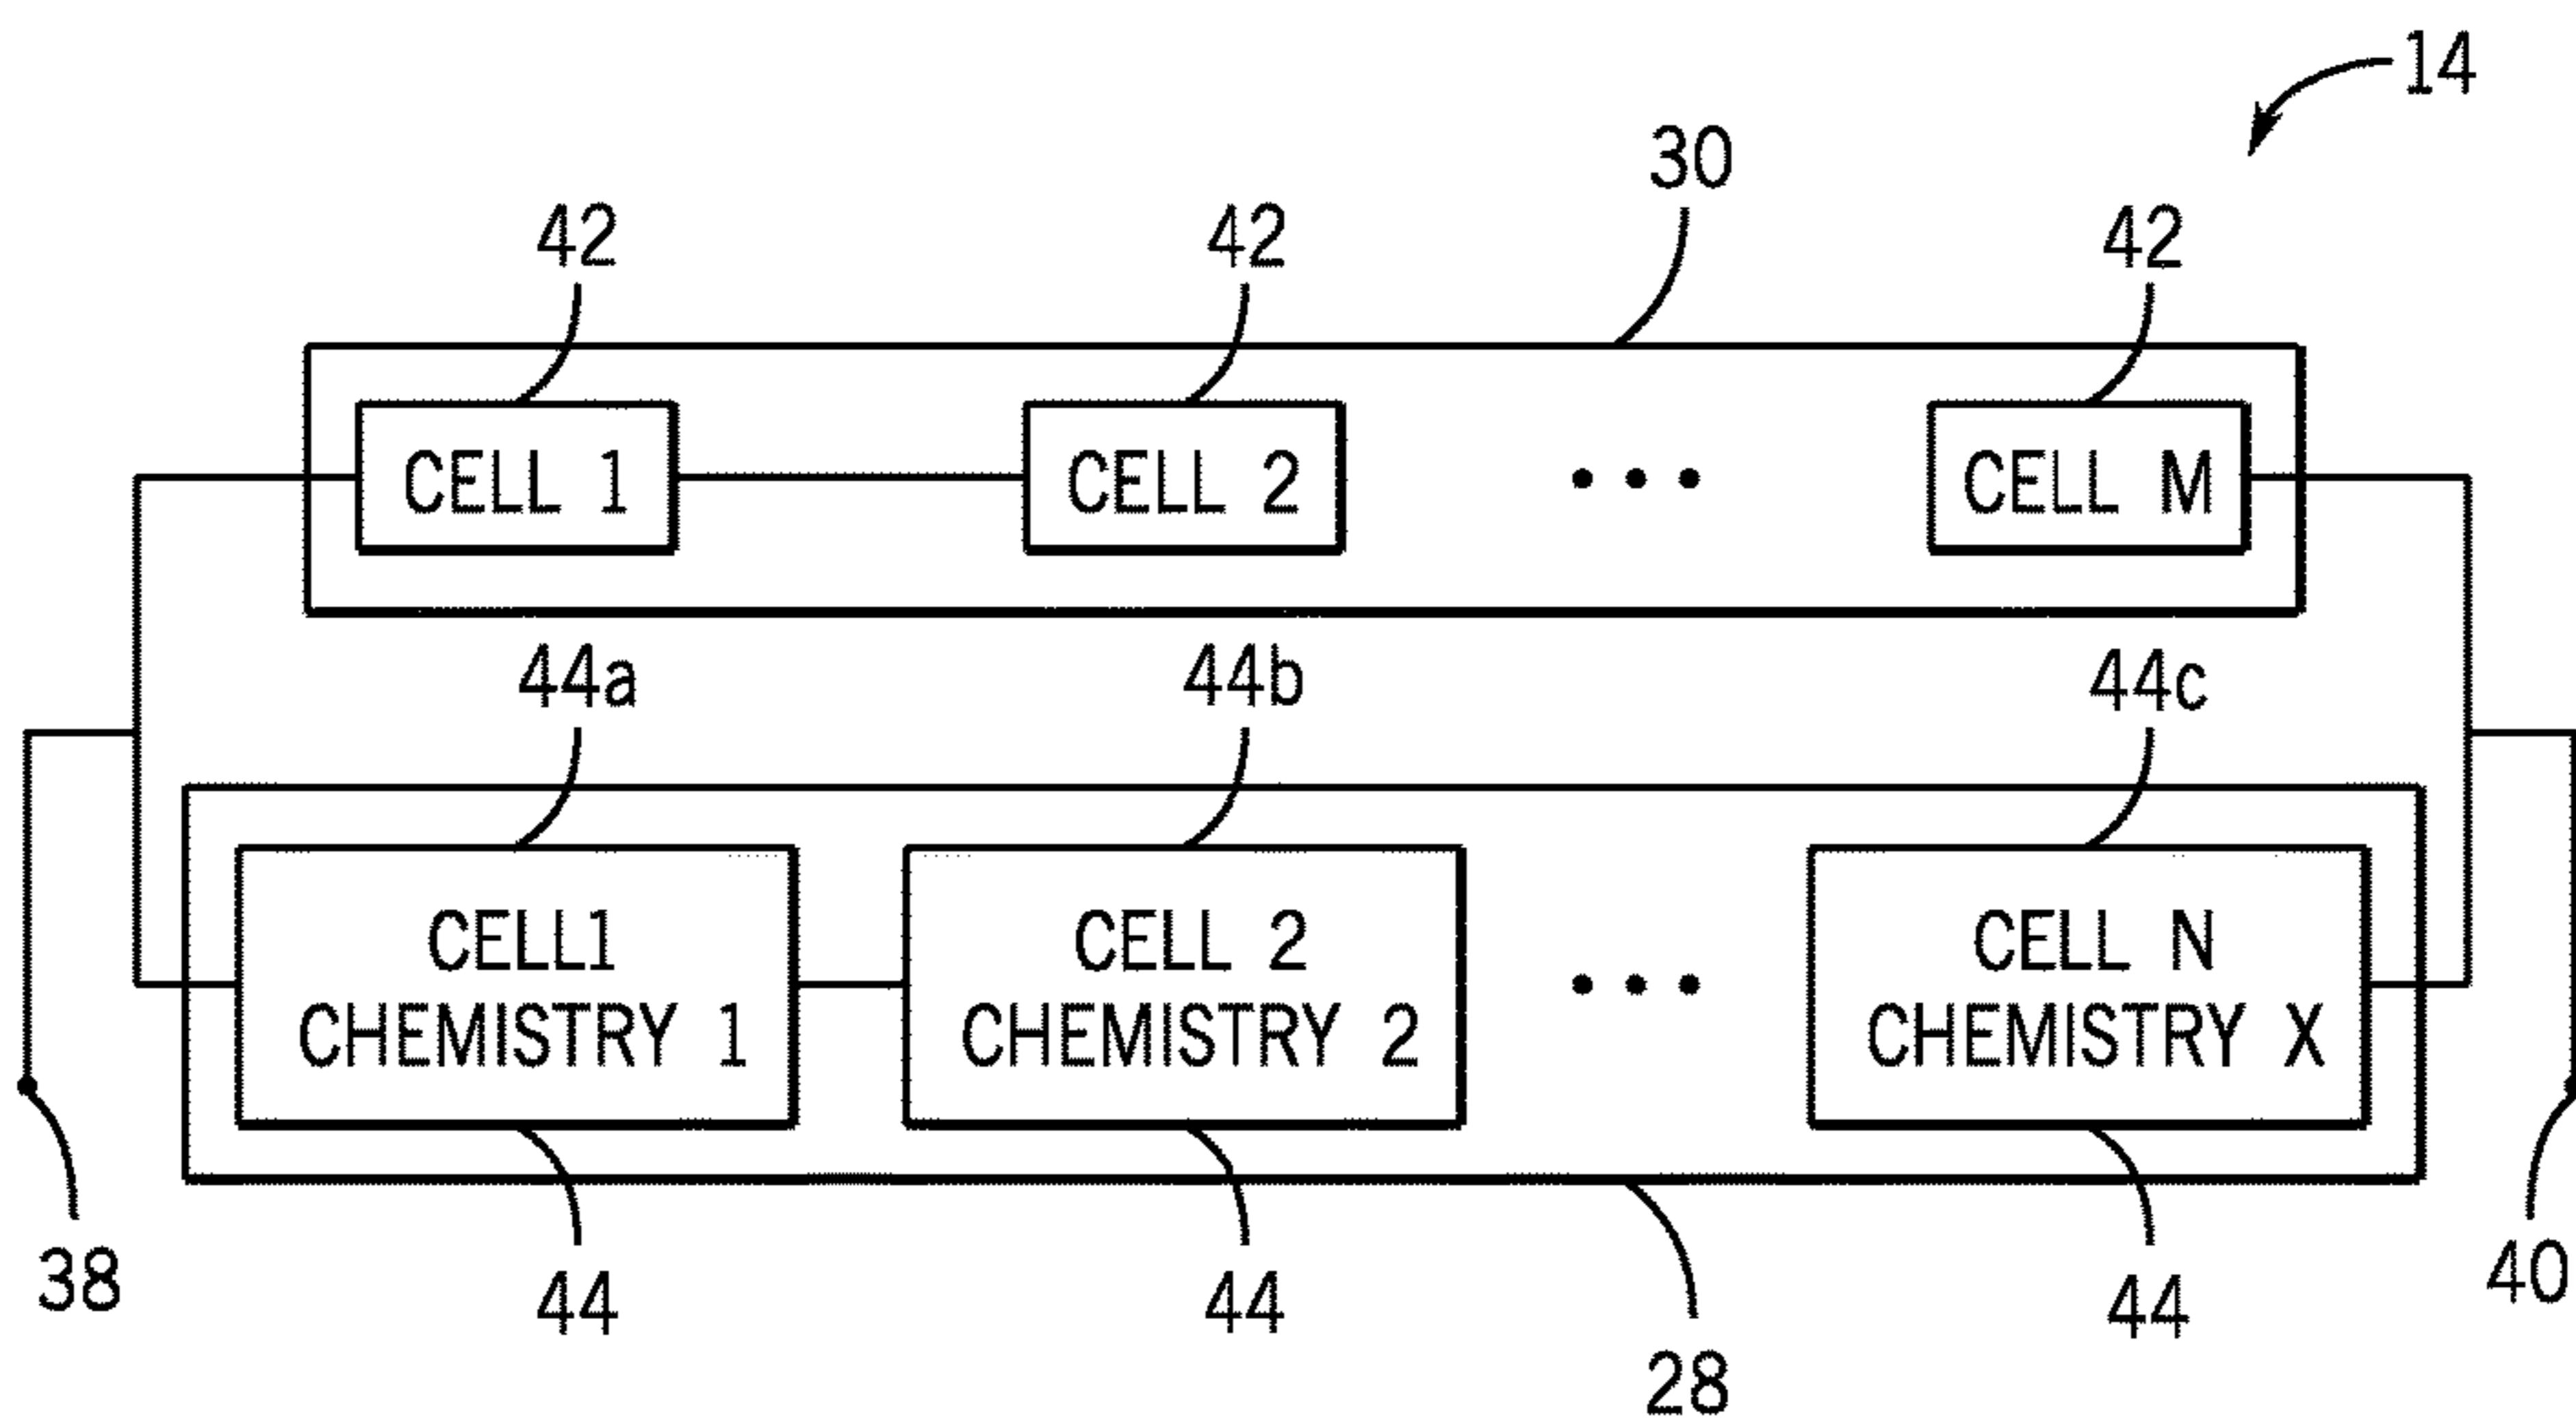 14
30
42 42 42
CELL 1 CELL 2 • • • CELL M
44a 44b 44c
CELL1 CELL 2 • • • CELL N
CHEMISTRY 1 CHEMISTRY 2 CHEMISTRY X
38 44 44 44 40
28